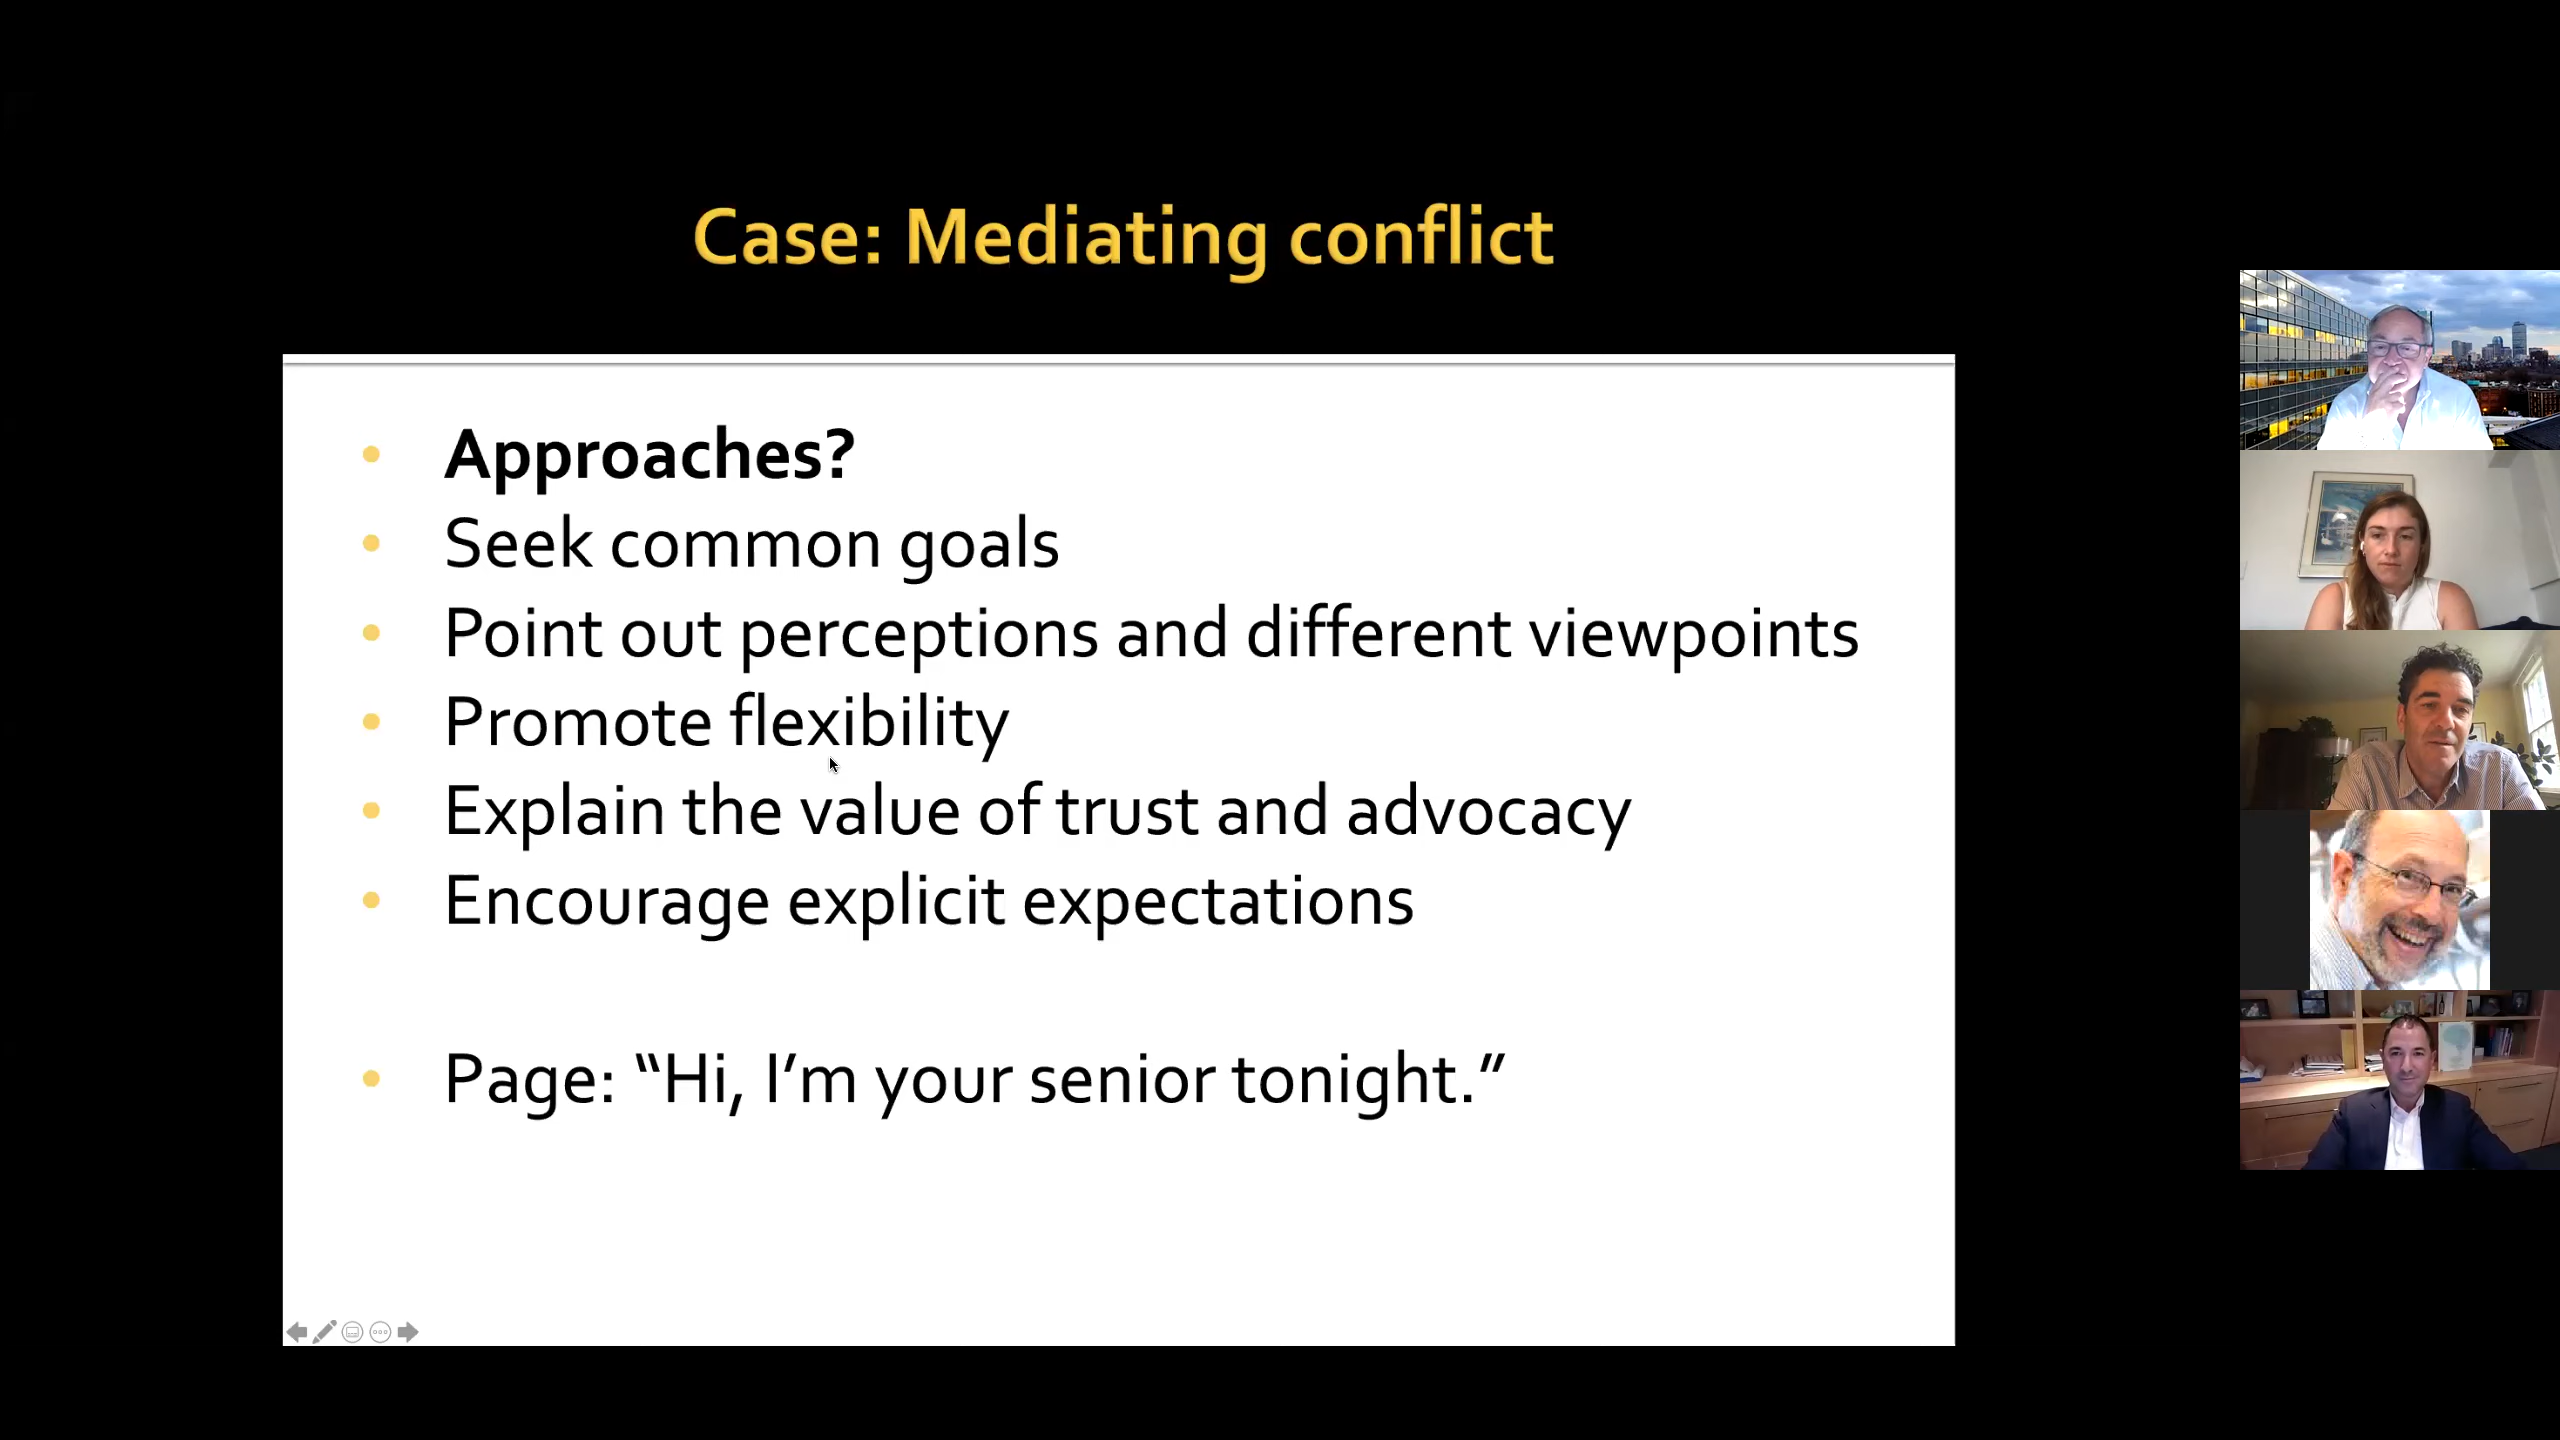 Case: Mediating conflict
• Approaches?
• Seek common goals
• Point out perceptions and different viewpoints
• Promote flexibility
• Explain the value of trust and advocacy
• Encourage explicit expectations
• Page: “Hi, I’m your senior tonight.”